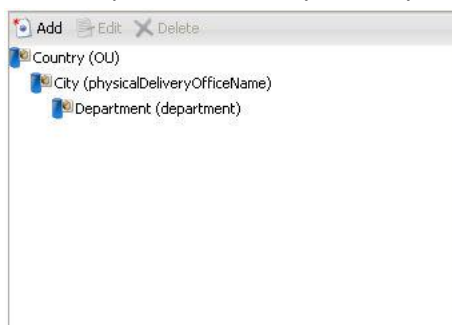 Add Edit Delete
Country (OU)
City (physicalDeliveryOfficeName)
Department (department)